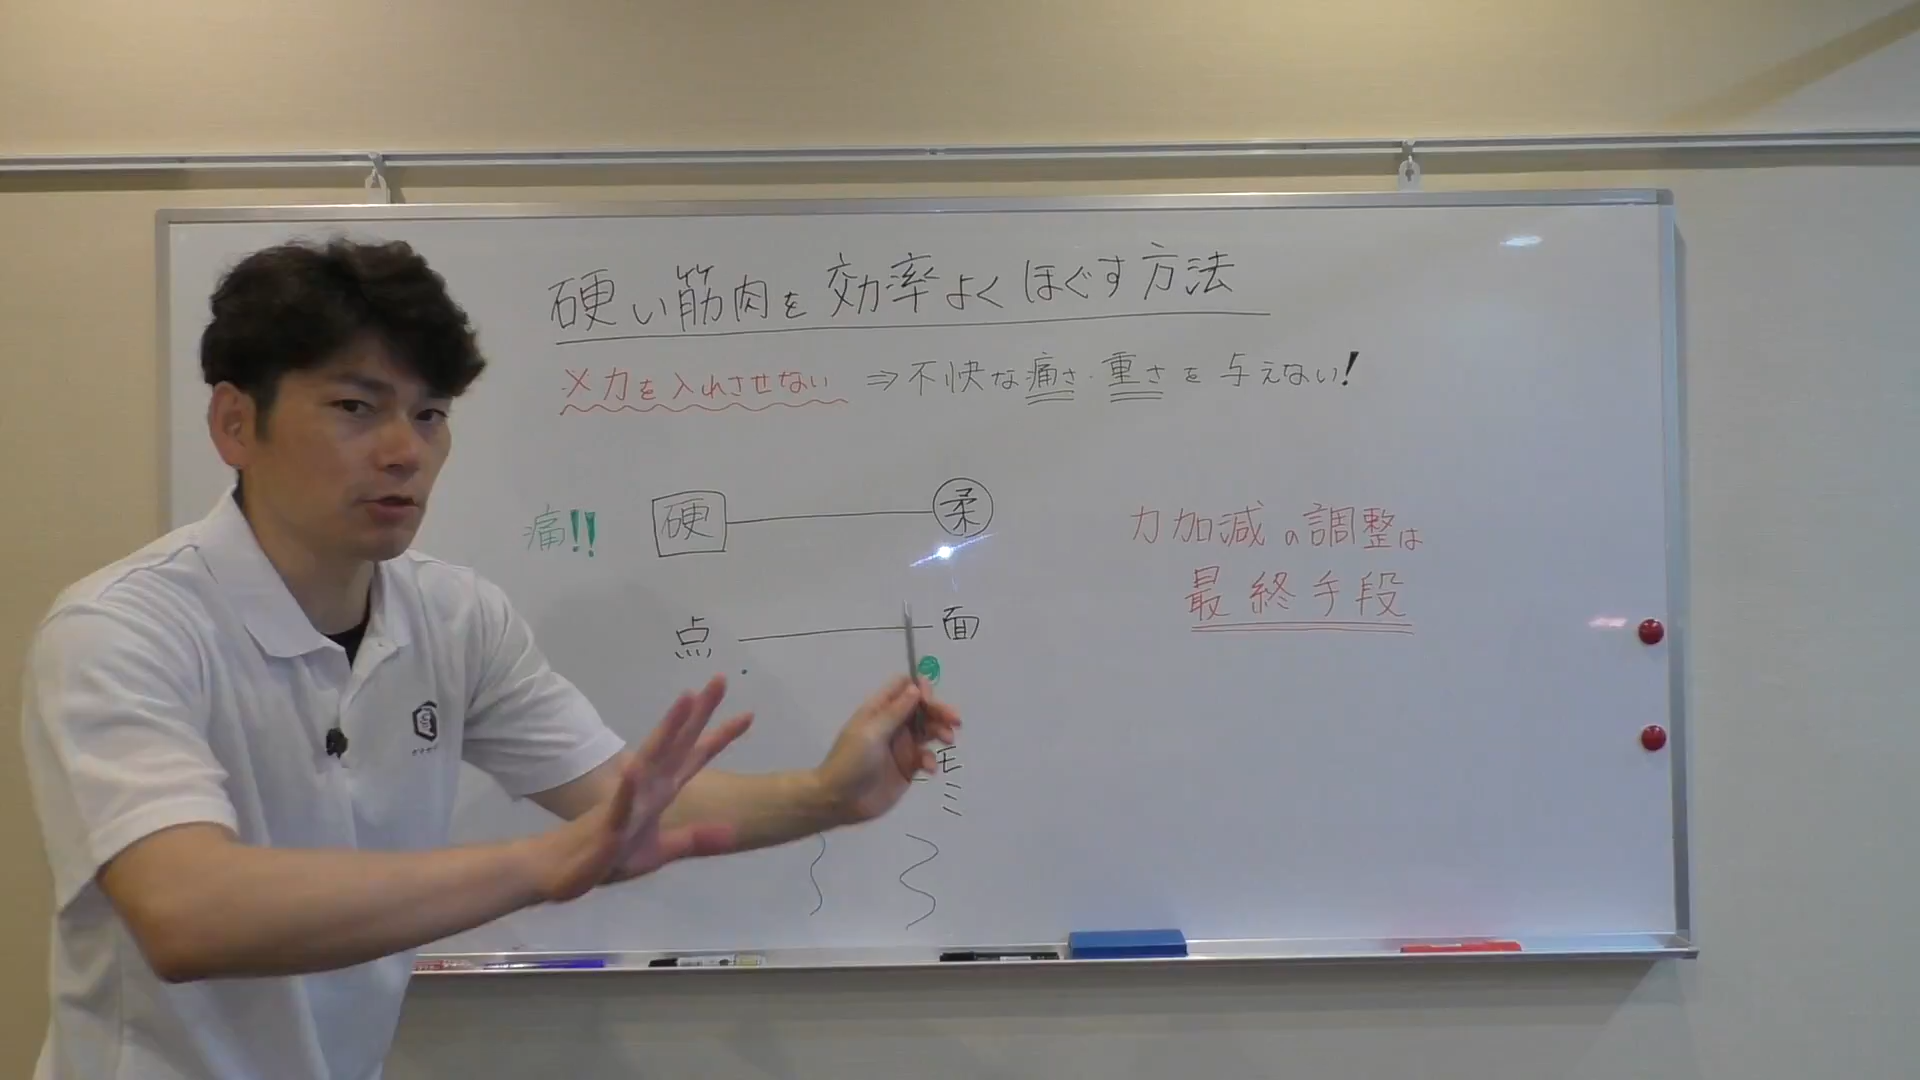 硬い筋肉を効率よくほぐす方法
※力を入れさせない ⇒不快な痛さ・重さを与えない!
痛!! 硬 柔
力加減の調整は
最終手段
点 面
モミ